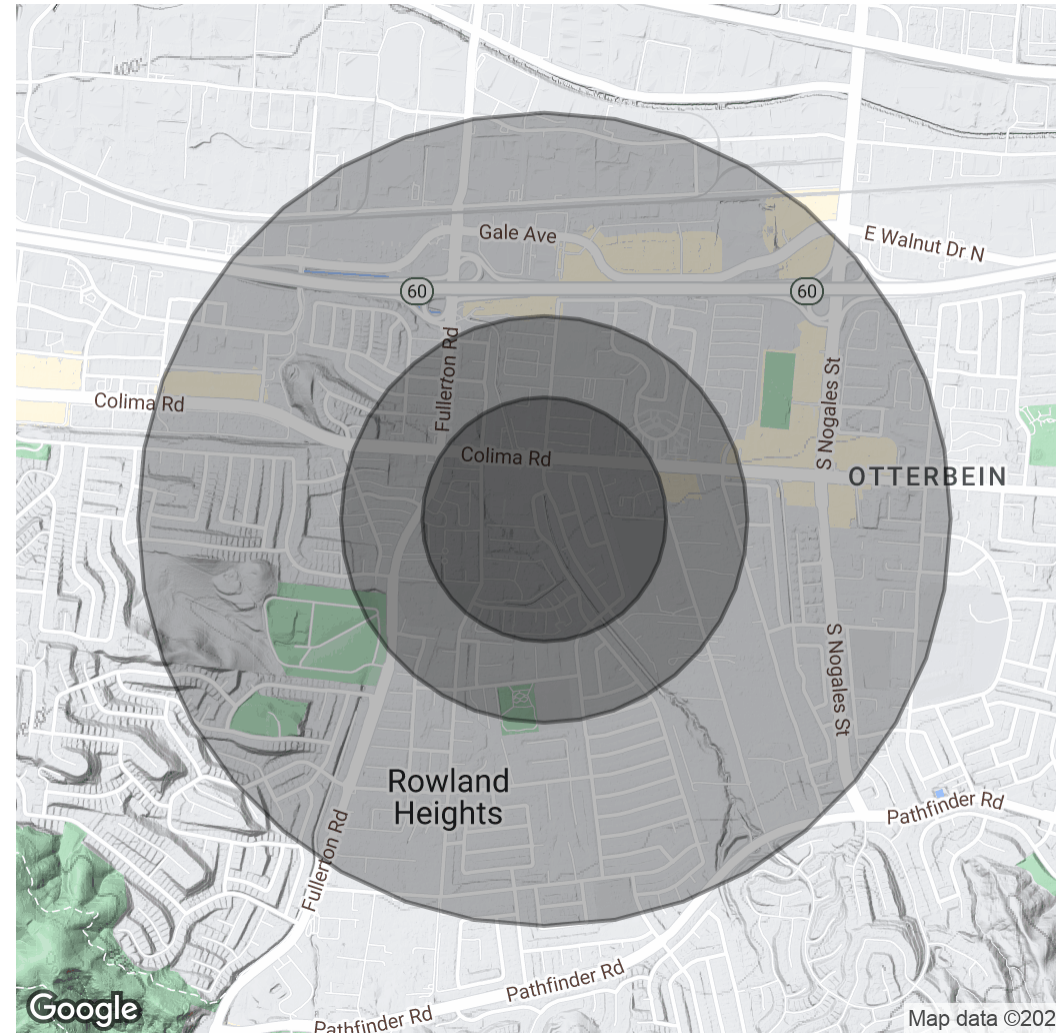 400'
Gale Ave
E Walnut Dr N
60
60
Fullerton Rd
Colima Rd
Colima Rd
S Nogales St
OTTERBEIN
S Nogales St
Rowland
Heights
Pathfinder Rd
Fullerton Rd
Pathfinder Rd
Pathfinder Rd
Google
Map data ©202